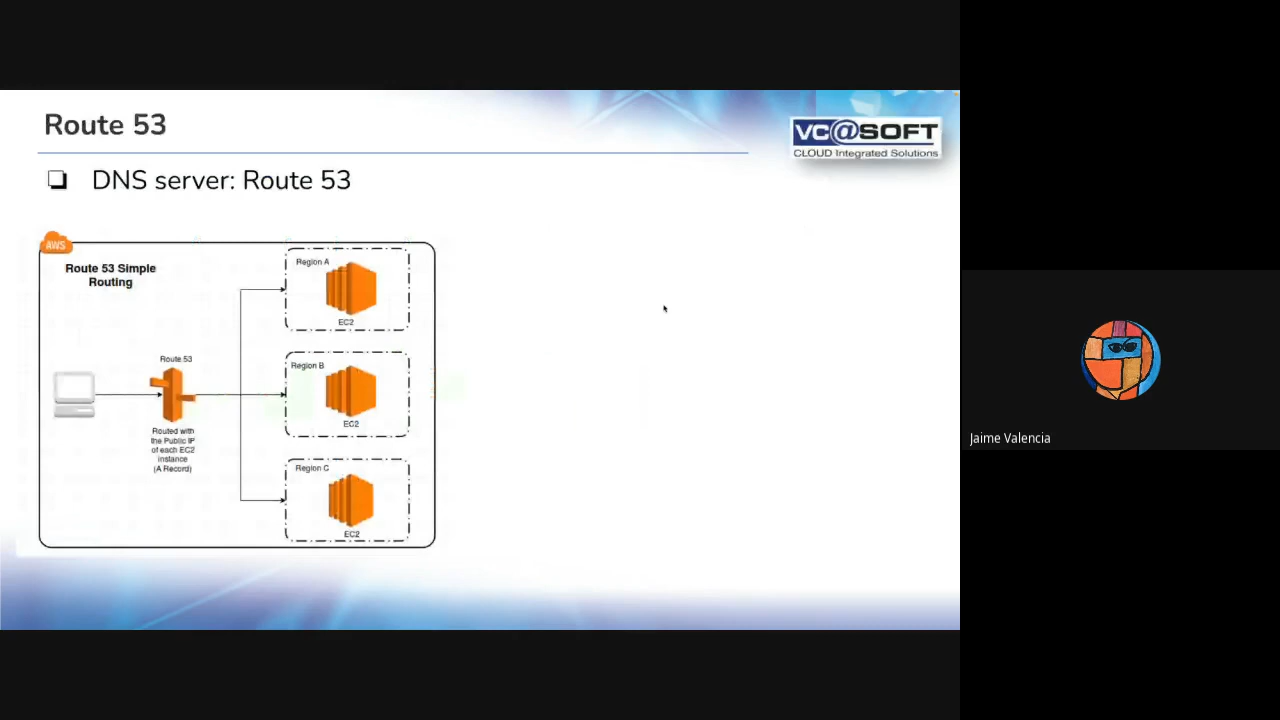 Route 53
VC@SOFT
CLOUD Integrated Solutions
DNS server: Route 53
AWS
Route 53 Simple
Routing
Region A
EC2
Route 53
Routed with
the Public IP
of each EC2
instance
(A Record)
Region B
EC2
Region C
EC2
Jaime Valencia